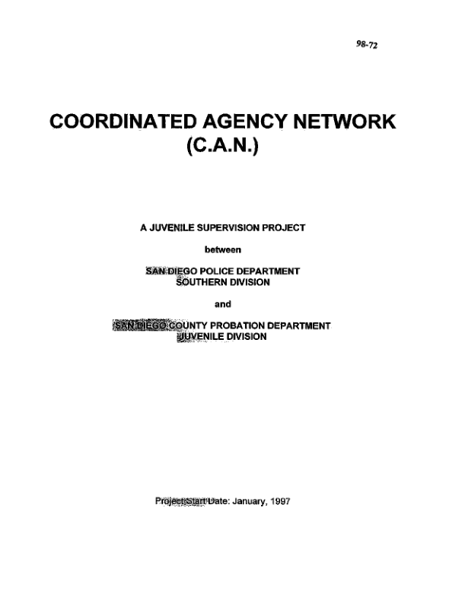 98-72
COORDINATED AGENCY NETWORK
(C.A.N.)
A JUVENILE SUPERVISION PROJECT
between
SAN DIEGO POLICE DEPARTMENT
SOUTHERN DIVISION
and
SAN DIEGO COUNTY PROBATION DEPARTMENT
JUVENILE DIVISION
Project Start Date: January, 1997